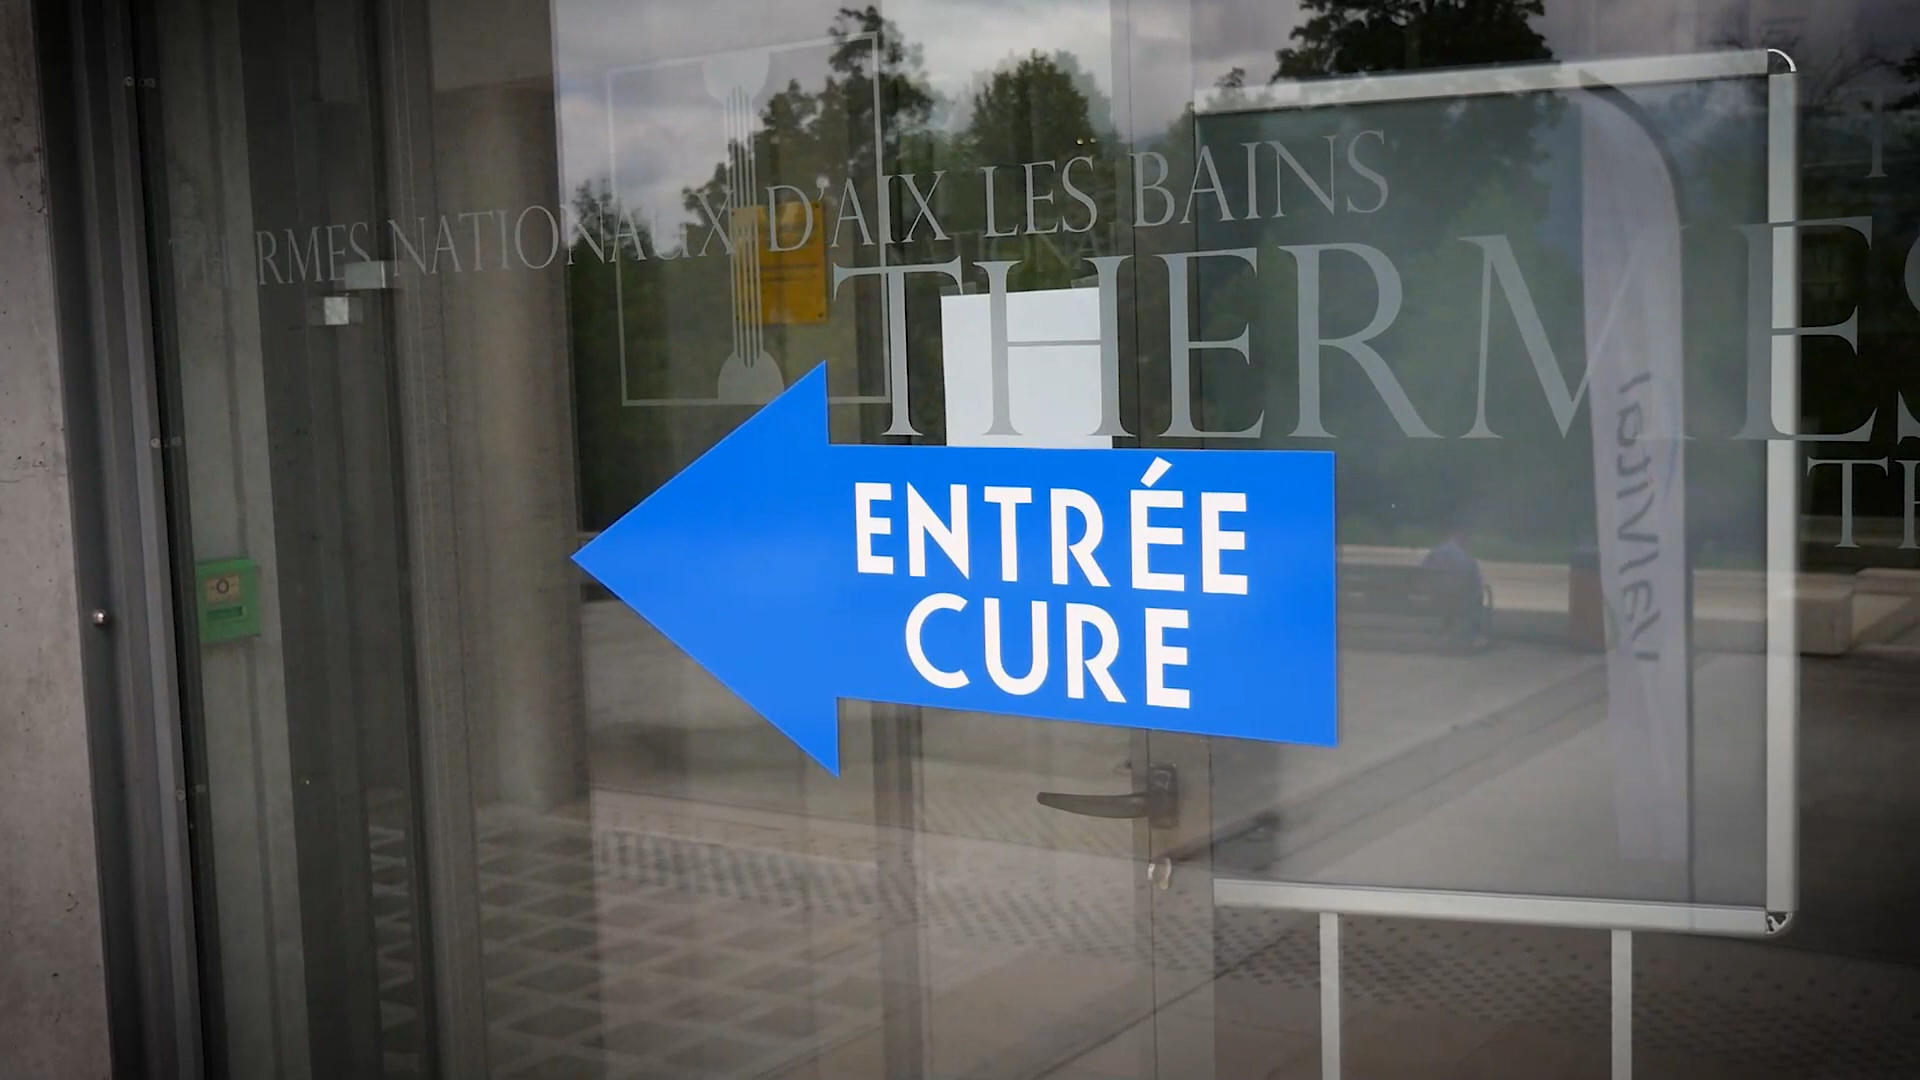 THERMES NATIONAUX D'AIX LES BAINS
THERMES
ENTRÉE
CURE